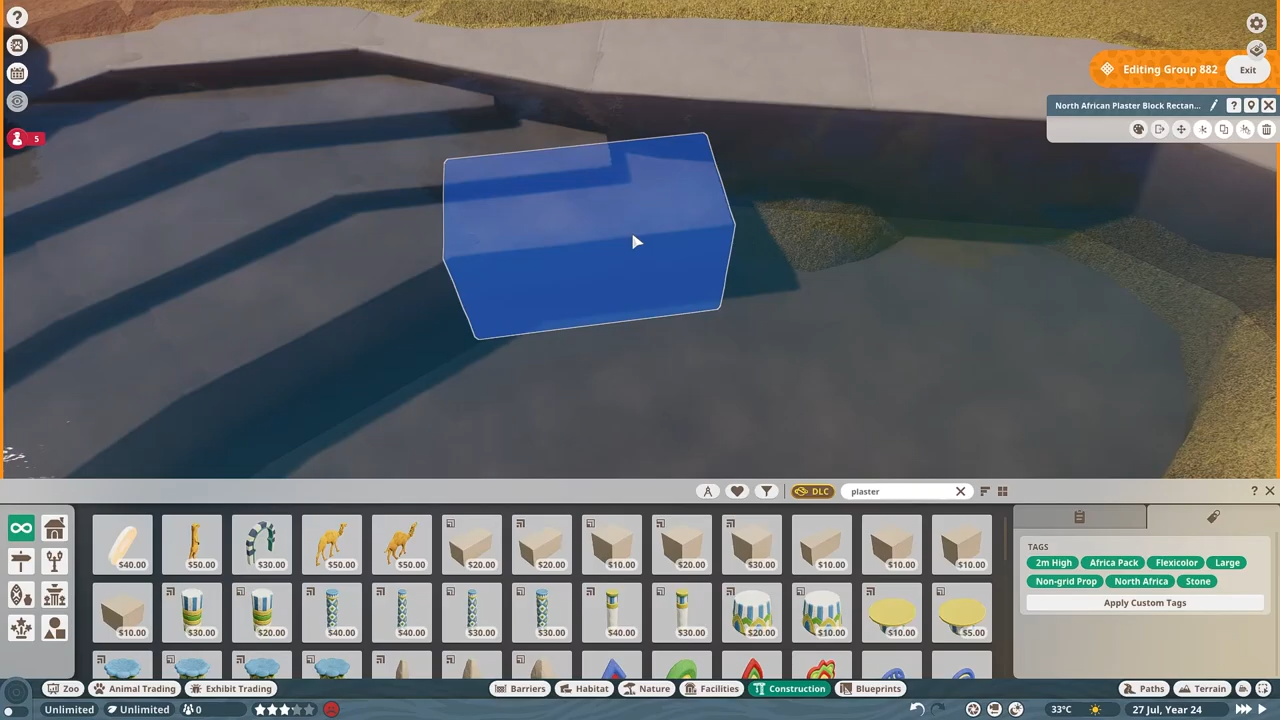 ?
Editing Group 882
Exit
North African Plaster Block Rectan...
?
5
DLC
plaster
?
$40.00
$50.00
$30.00
$50.00
$50.00
$20.00
$20.00
$10.00
$20.00
$30.00
$10.00
$10.00
$10.00
$10.00
$30.00
$20.00
$40.00
$40.00
$30.00
$30.00
$40.00
$30.00
$20.00
$10.00
$10.00
$5.00
TAGS
2m High
Africa Pack
Flexicolor
Large
Non-grid Prop
North Africa
Stone
Apply Custom Tags
Zoo
Animal Trading
Exhibit Trading
Barriers
Habitat
Nature
Facilities
Construction
Blueprints
Paths
Terrain
Unlimited
Unlimited
0
33°C
27 Jul, Year 24